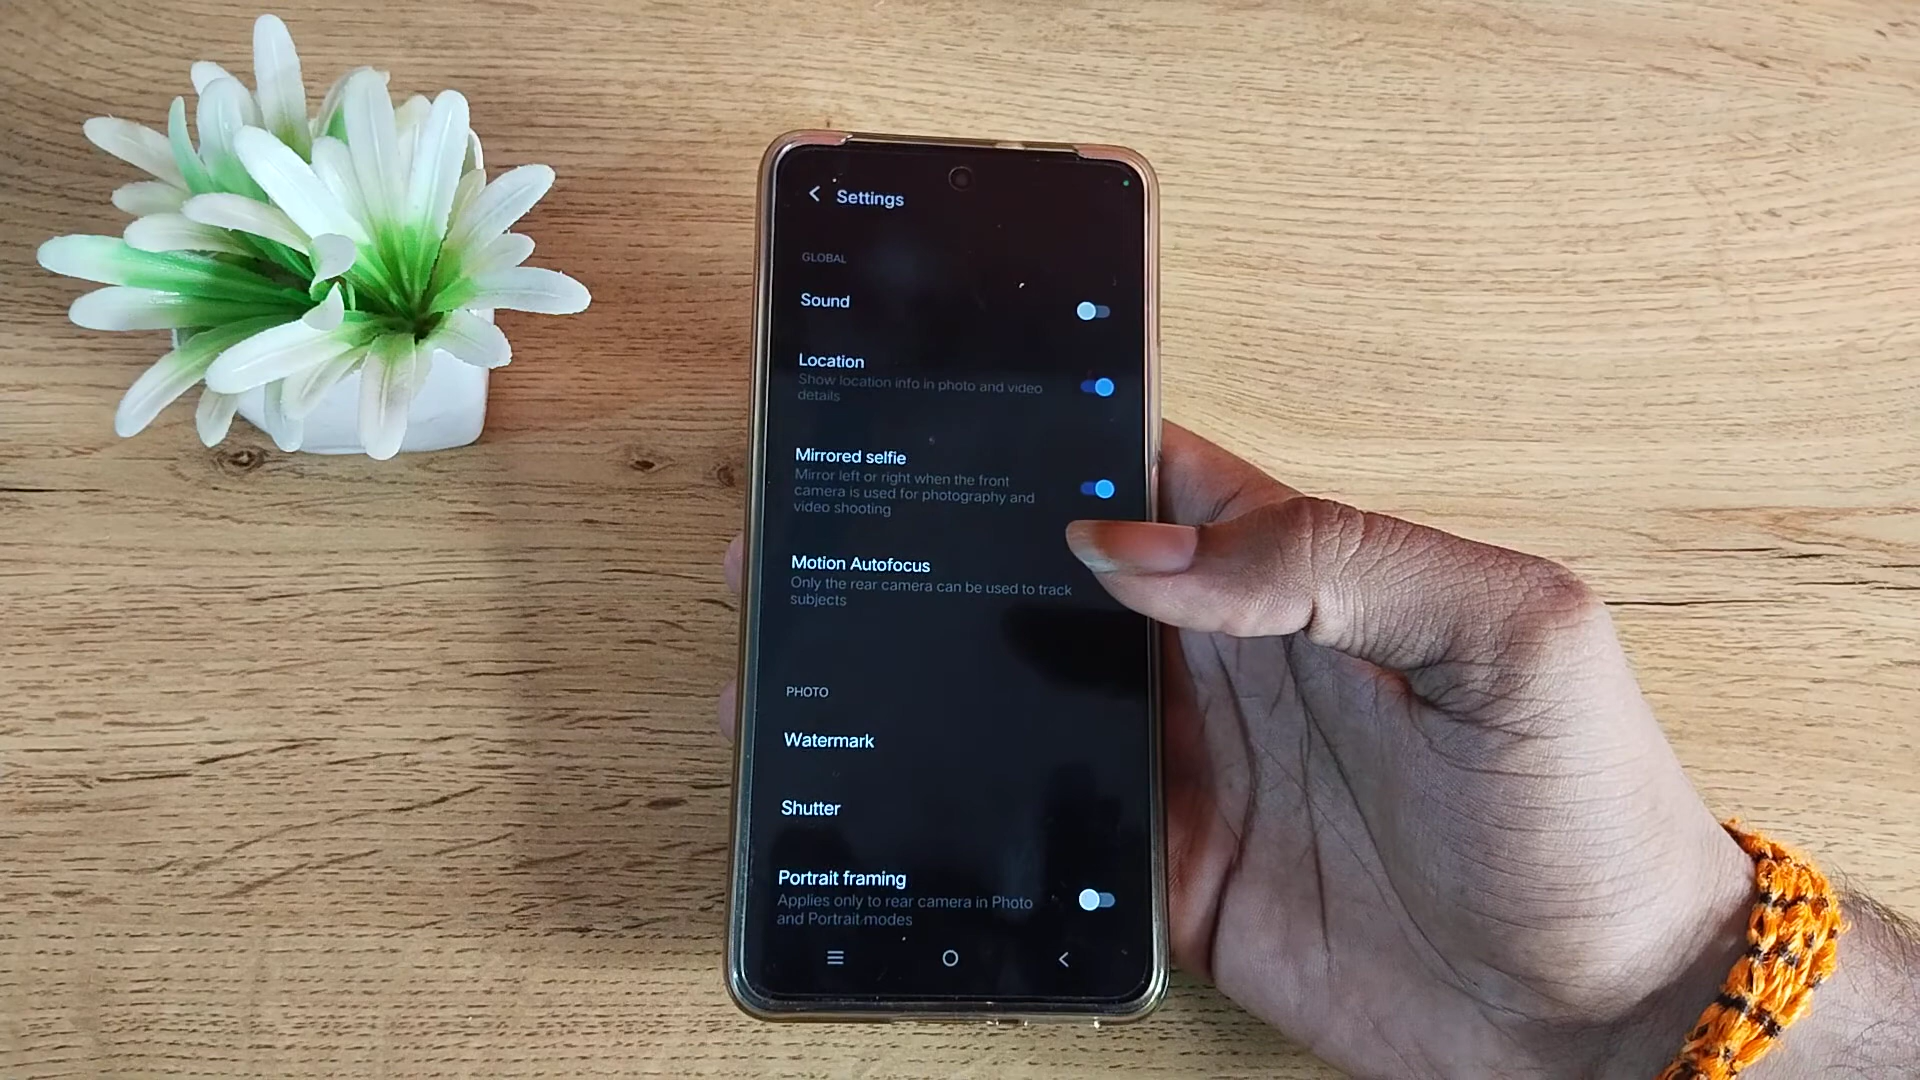 Settings
GLOBAL
Sound
Location
Show location info in photo and video
details
Mirrored selfie
Mirror left or right when the front
camera is used for photography and
video shooting
Motion Autofocus
Only the rear camera can be used to track
subjects
PHOTO
Watermark
Shutter
Portrait framing
Applies only to rear camera in Photo
and Portrait modes